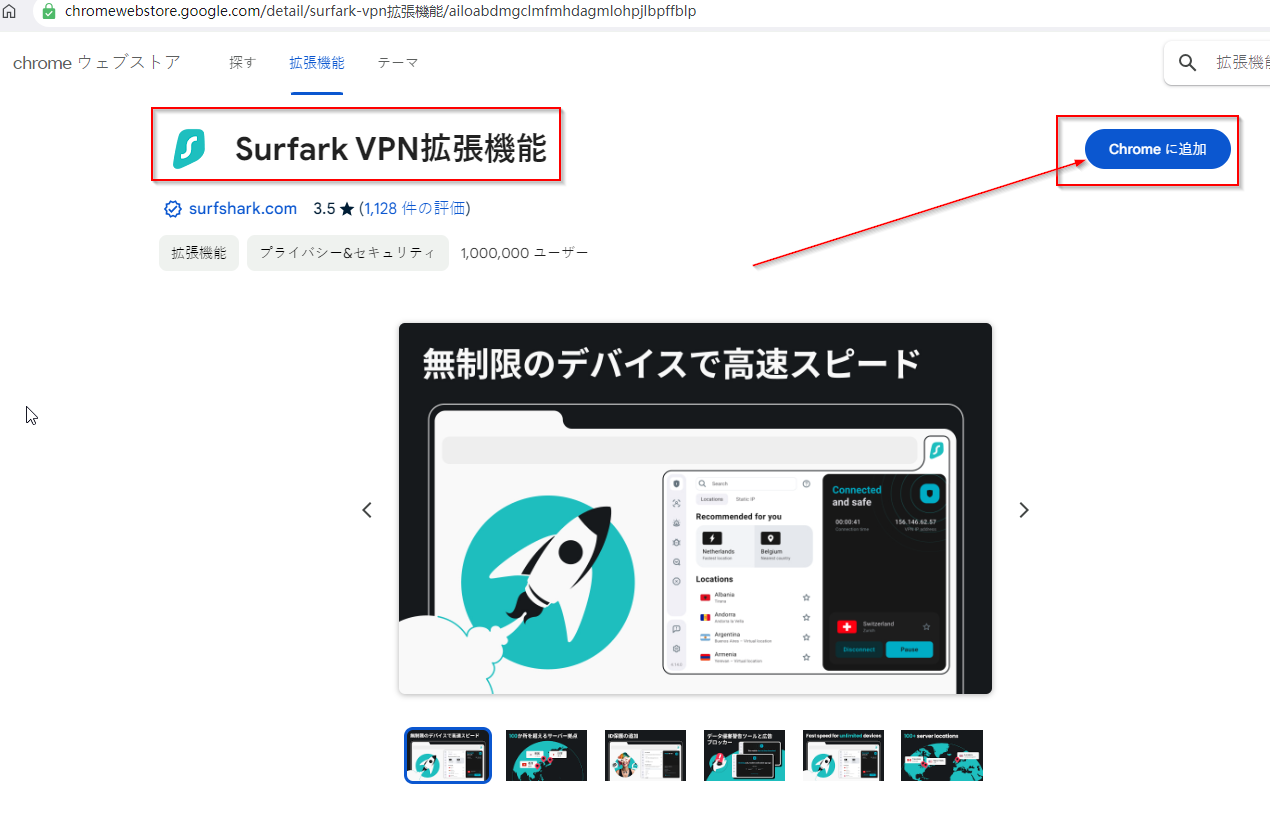 chromewebstore.google.com/detail/surfark-vpn拡張機能/ailoabdmgclmfmhdagmlohpjlbpffblp
chrome ウェブストア 探す 拡張機能 テーマ 拡張機能
Surfark VPN拡張機能
Chrome に追加
surfshark.com 3.5 ★ (1,128 件の評価)
拡張機能 プライバシー&セキュリティ 1,000,000 ユーザー
無制限のデバイスで高速スピード
Search
Locations Static IP
Recommended for you
Netherlands
Fastest location
Belgium
Nearest country
Locations
Albania
Tirana
Andorra
Andorra la Vella
Argentina
Buenos Aires - Virtual location
Armenia
Yerevan - Virtual location
Connected
and safe
00:00:41 156.146.62.57
Connection time VPN IP address
Switzerland
Zurich
Disconnect Pause
無制限のデバイスで高速スピード
100か所を超えるサーバー拠点
ID保護の追加
データ侵害警告ツールと広告
ブロッカー
Fast speed for unlimited devices
100+ server locations